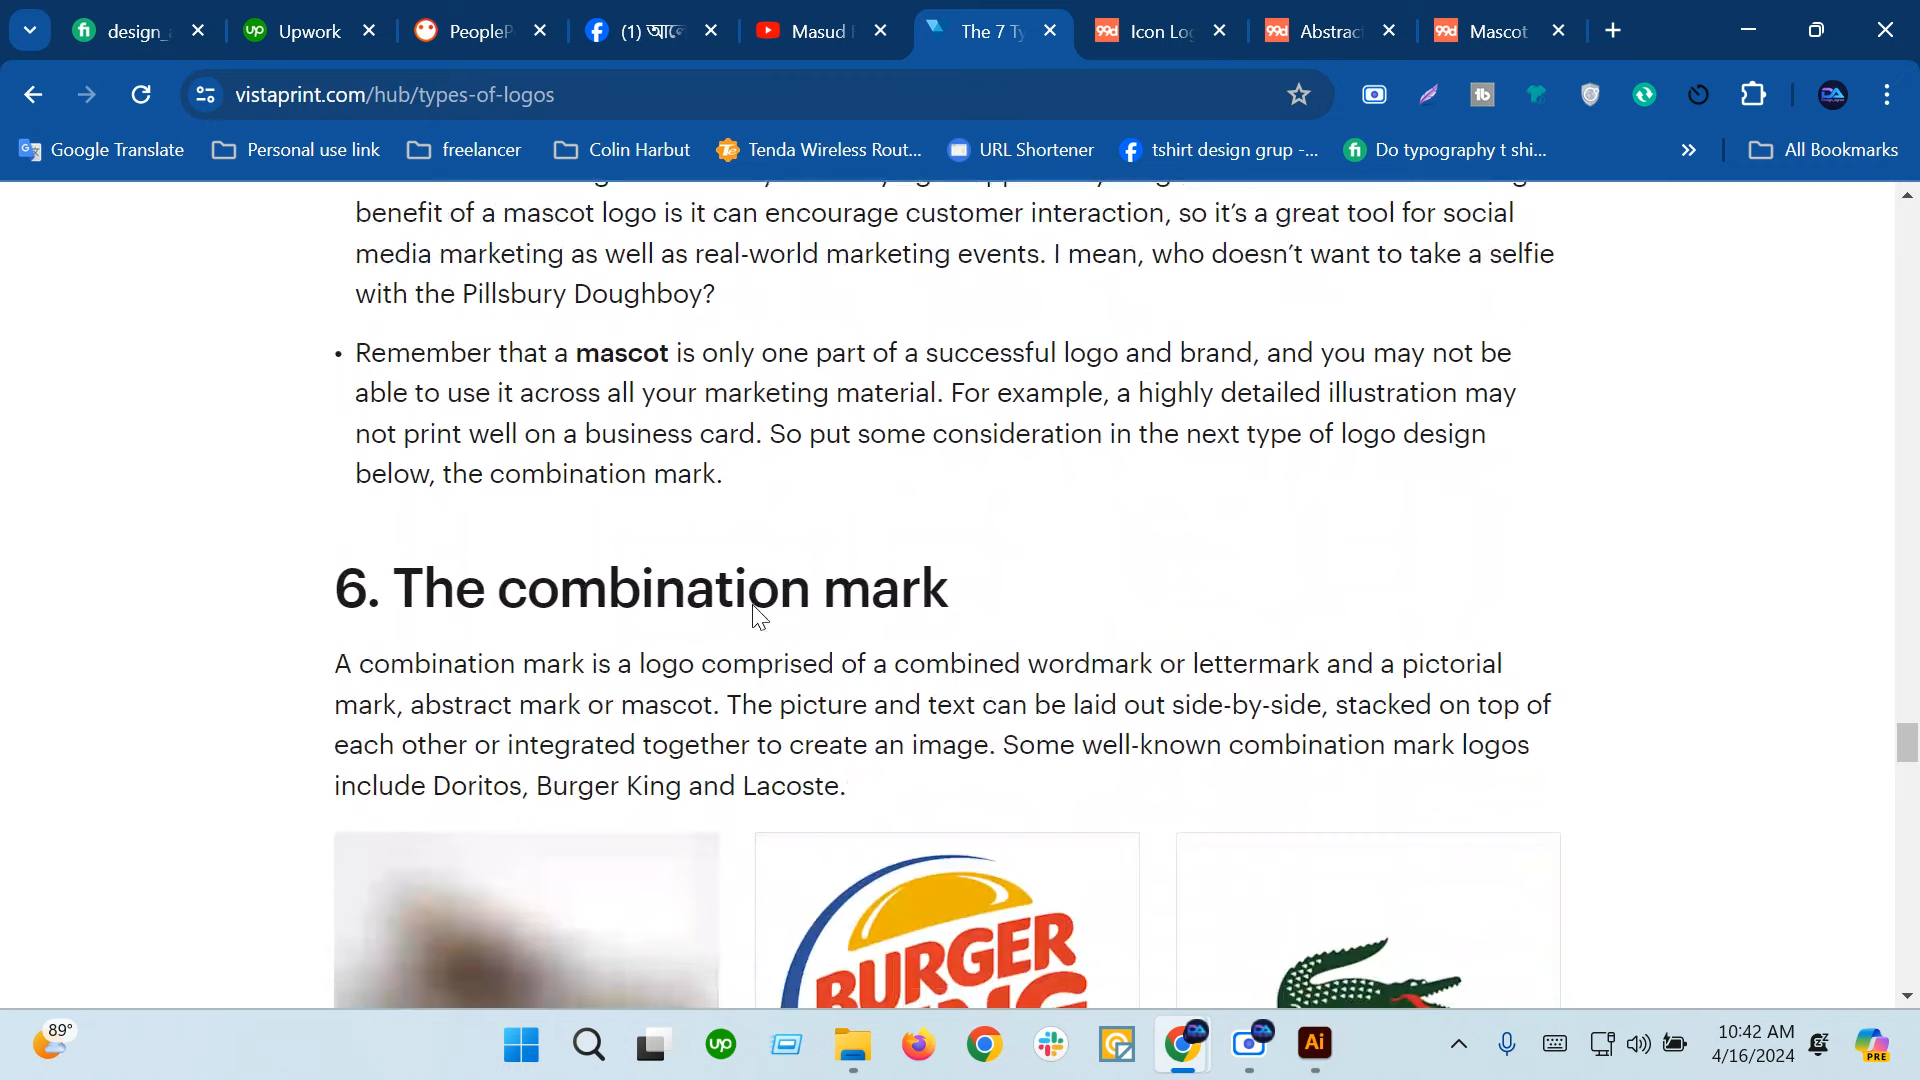 design_
Upwork
PeopleP
(1) আলে
Masud
The 7 Ty
99d
Icon Lo
99d
Abstrac
99d
Mascot
vistaprint.com/hub/types-of-logos
Google Translate
Personal use link
freelancer
Colin Harbut
Tenda Wireless Rout...
URL Shortener
tshirt design grup -...
Do typography t shi...
All Bookmarks
benefit of a mascot logo is it can encourage customer interaction, so it's a great tool for social
media marketing as well as real-world marketing events. I mean, who doesn't want to take a selfie
with the Pillsbury Doughboy?
• Remember that a mascot is only one part of a successful logo and brand, and you may not be
able to use it across all your marketing material. For example, a highly detailed illustration may
not print well on a business card. So put some consideration in the next type of logo design
below, the combination mark.
6. The combination mark
A combination mark is a logo comprised of a combined wordmark or lettermark and a pictorial
mark, abstract mark or mascot. The picture and text can be laid out side-by-side, stacked on top of
each other or integrated together to create an image. Some well-known combination mark logos
include Doritos, Burger King and Lacoste.
BURGER
KING
89°
10:42 AM
4/16/2024
PRE